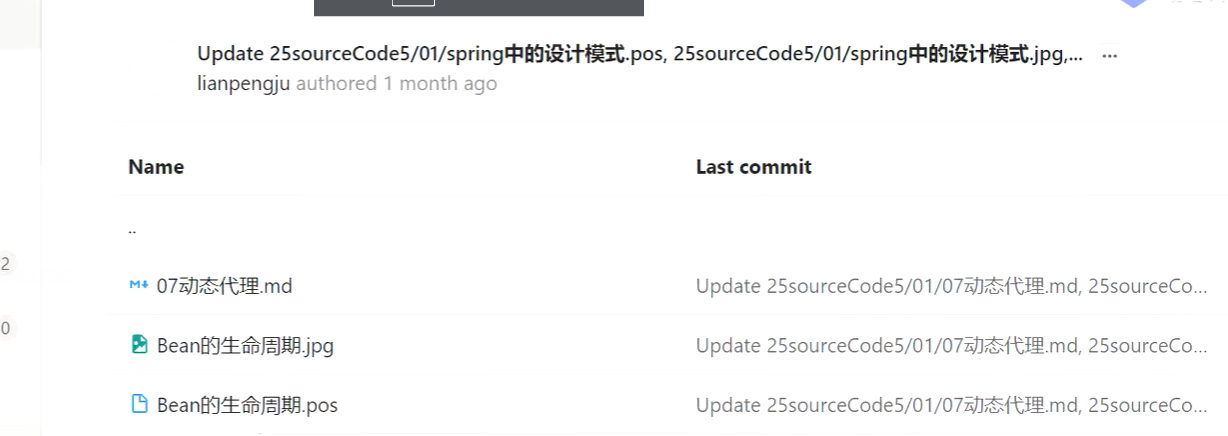 Update 25sourceCode5/01/spring中的设计模式.pos, 25sourceCode5/01/spring中的设计模式.jpg,... ...
lianpengju authored 1 month ago
Name Last commit
..
2
07动态代理.md Update 25sourceCode5/01/07动态代理.md, 25sourceCo...
0
Bean的生命周期.jpg Update 25sourceCode5/01/07动态代理.md, 25sourceCo...
Bean的生命周期.pos Update 25sourceCode5/01/07动态代理.md, 25sourceCo...